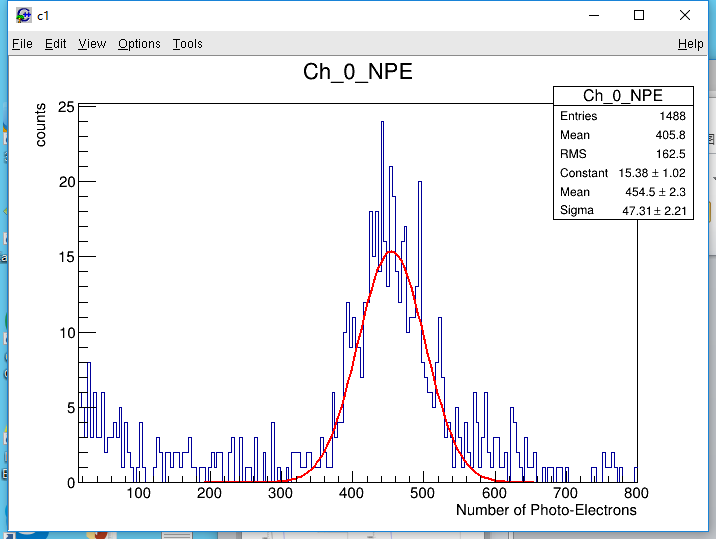 c1
File Edit View Options Tools Help
Ch_0_NPE
counts
25
20
15
10
5
0
100 200 300 400 500 600 700 800
Number of Photo-Electrons
Ch_0_NPE
Entries 1488
Mean 405.8
RMS 162.5
Constant 15.38 ± 1.02
Mean 454.5 ± 2.3
Sigma 47.31 ± 2.21